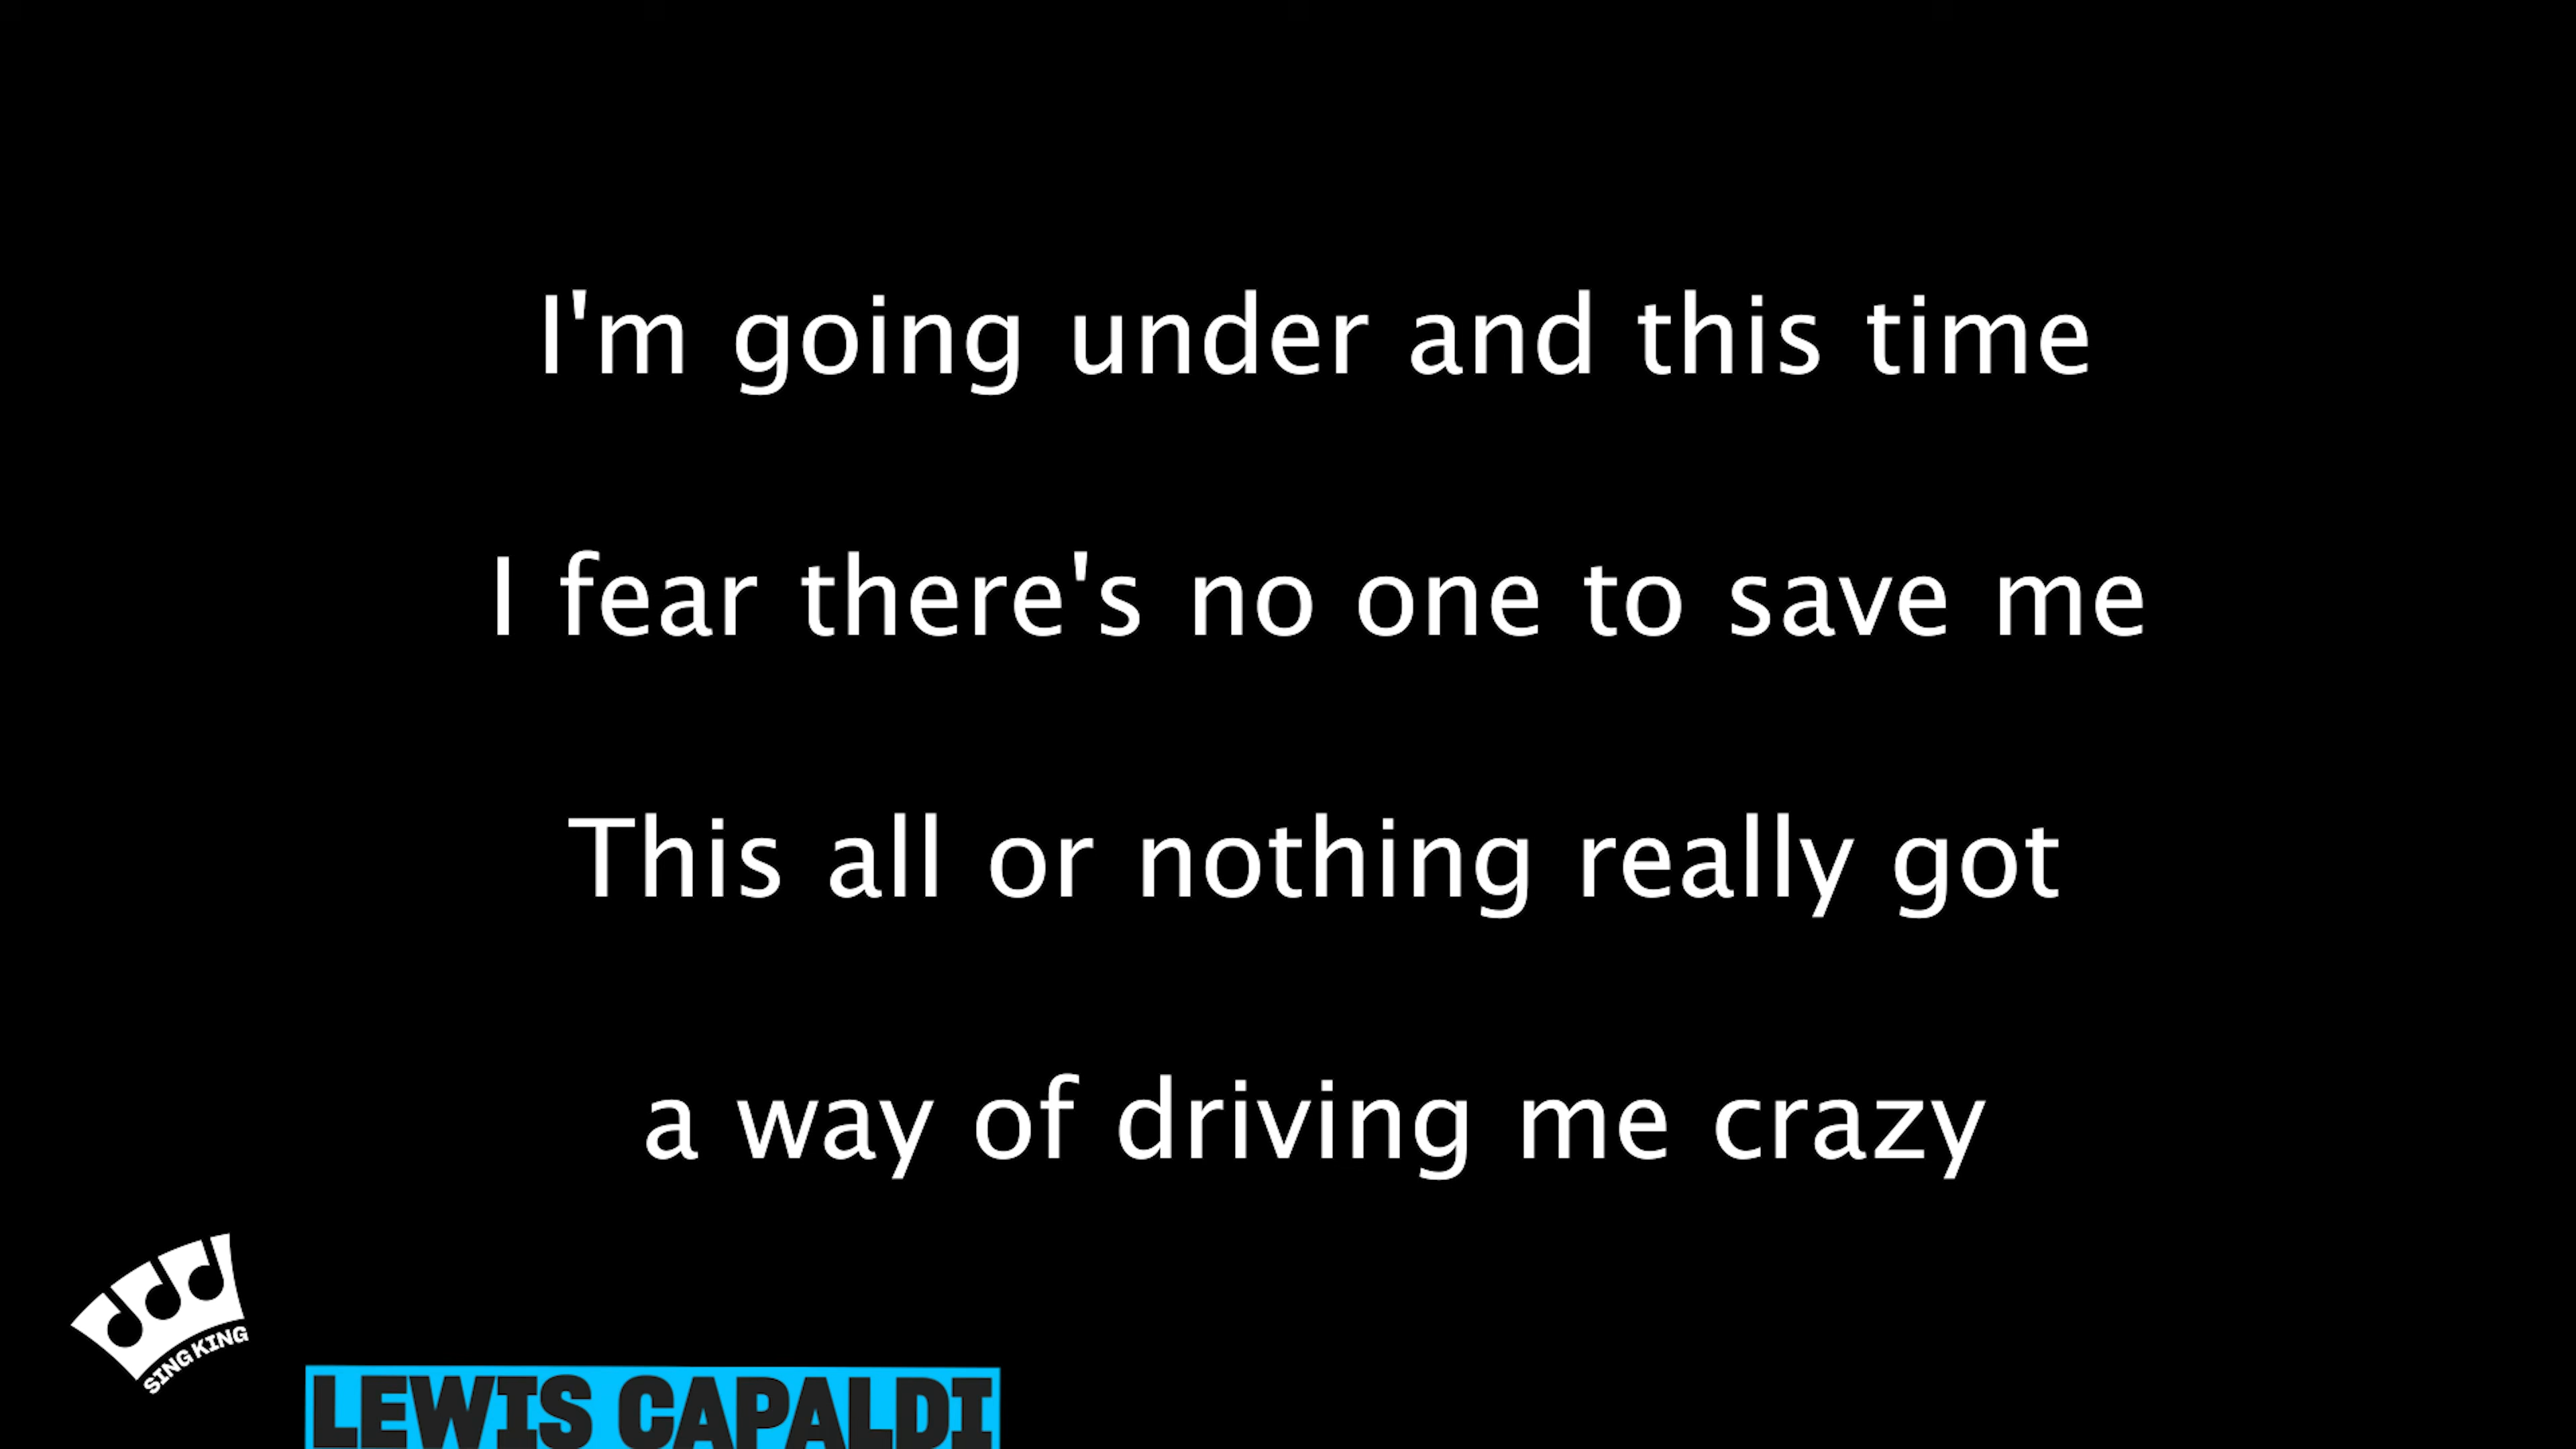 I'm going under and this time
I fear there's no one to save me
This all or nothing really got
a way of driving me crazy
SING KING
LEWIS CAPALDI